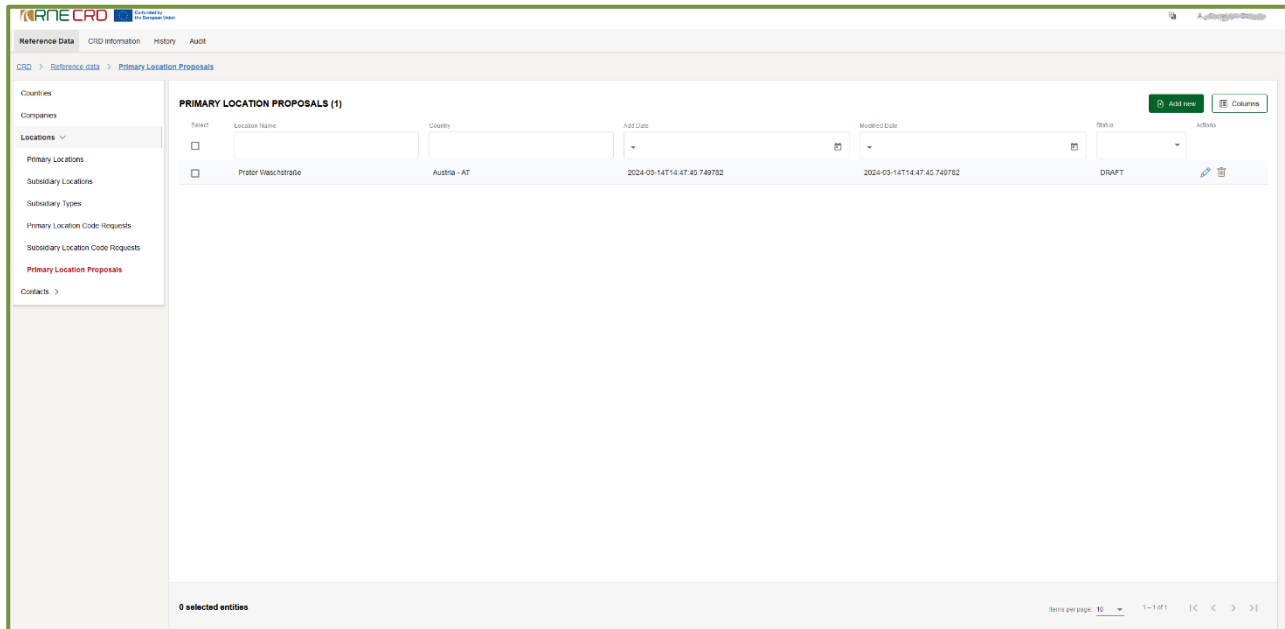 RNE CRD Co-funded by
the European Union
Reference Data CRD Information History Audit
CRD > Reference data > Primary Location Proposals
Countries
Companies
Locations
Primary Locations
Subsidiary Locations
Subsidiary Types
Primary Location Code Requests
Subsidiary Location Code Requests
Primary Location Proposals
Contacts >
PRIMARY LOCATION PROPOSALS (1)
Add new Columns
Select Location Name Country Add Date Modified Date Status Actions
Prater Waschstraße Austria - AT 2024-03-14T14:47:45.749782 2024-03-14T14:47:45.749782 DRAFT
0 selected entities
Items per page: 10 1 – 1 of 1